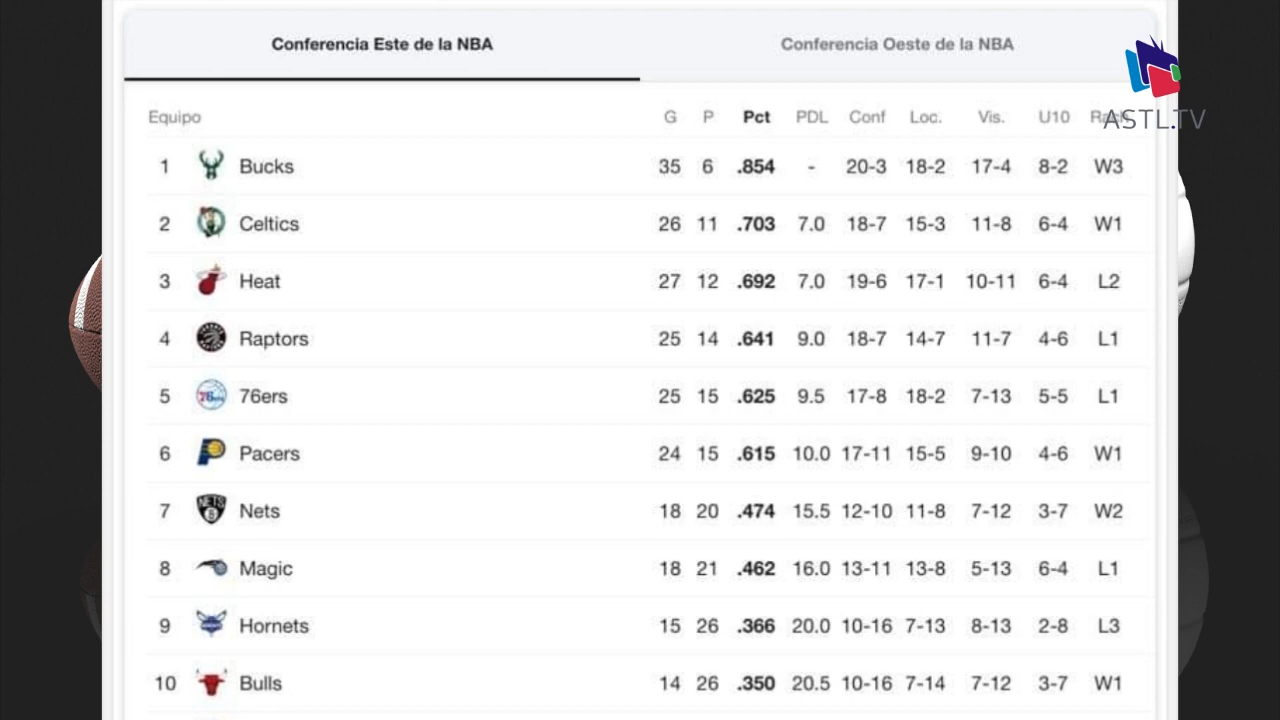 Conferencia Este de la NBA Conferencia Oeste de la NBA
ASTL.TV
Equipo G P Pct PDL Conf Loc. Vis. U10
1 Bucks 35 6 .854 - 20-3 18-2 17-4 8-2 W3
2 Celtics 26 11 .703 7.0 18-7 15-3 11-8 6-4 W1
3 Heat 27 12 .692 7.0 19-6 17-1 10-11 6-4 L2
4 Raptors 25 14 .641 9.0 18-7 14-7 11-7 4-6 L1
5 76ers 25 15 .625 9.5 17-8 18-2 7-13 5-5 L1
6 Pacers 24 15 .615 10.0 17-11 15-5 9-10 4-6 W1
7 NETS Nets 18 20 .474 15.5 12-10 11-8 7-12 3-7 W2
8 Magic 18 21 .462 16.0 13-11 13-8 5-13 6-4 L1
9 Hornets 15 26 .366 20.0 10-16 7-13 8-13 2-8 L3
10 Bulls 14 26 .350 20.5 10-16 7-14 7-12 3-7 W1